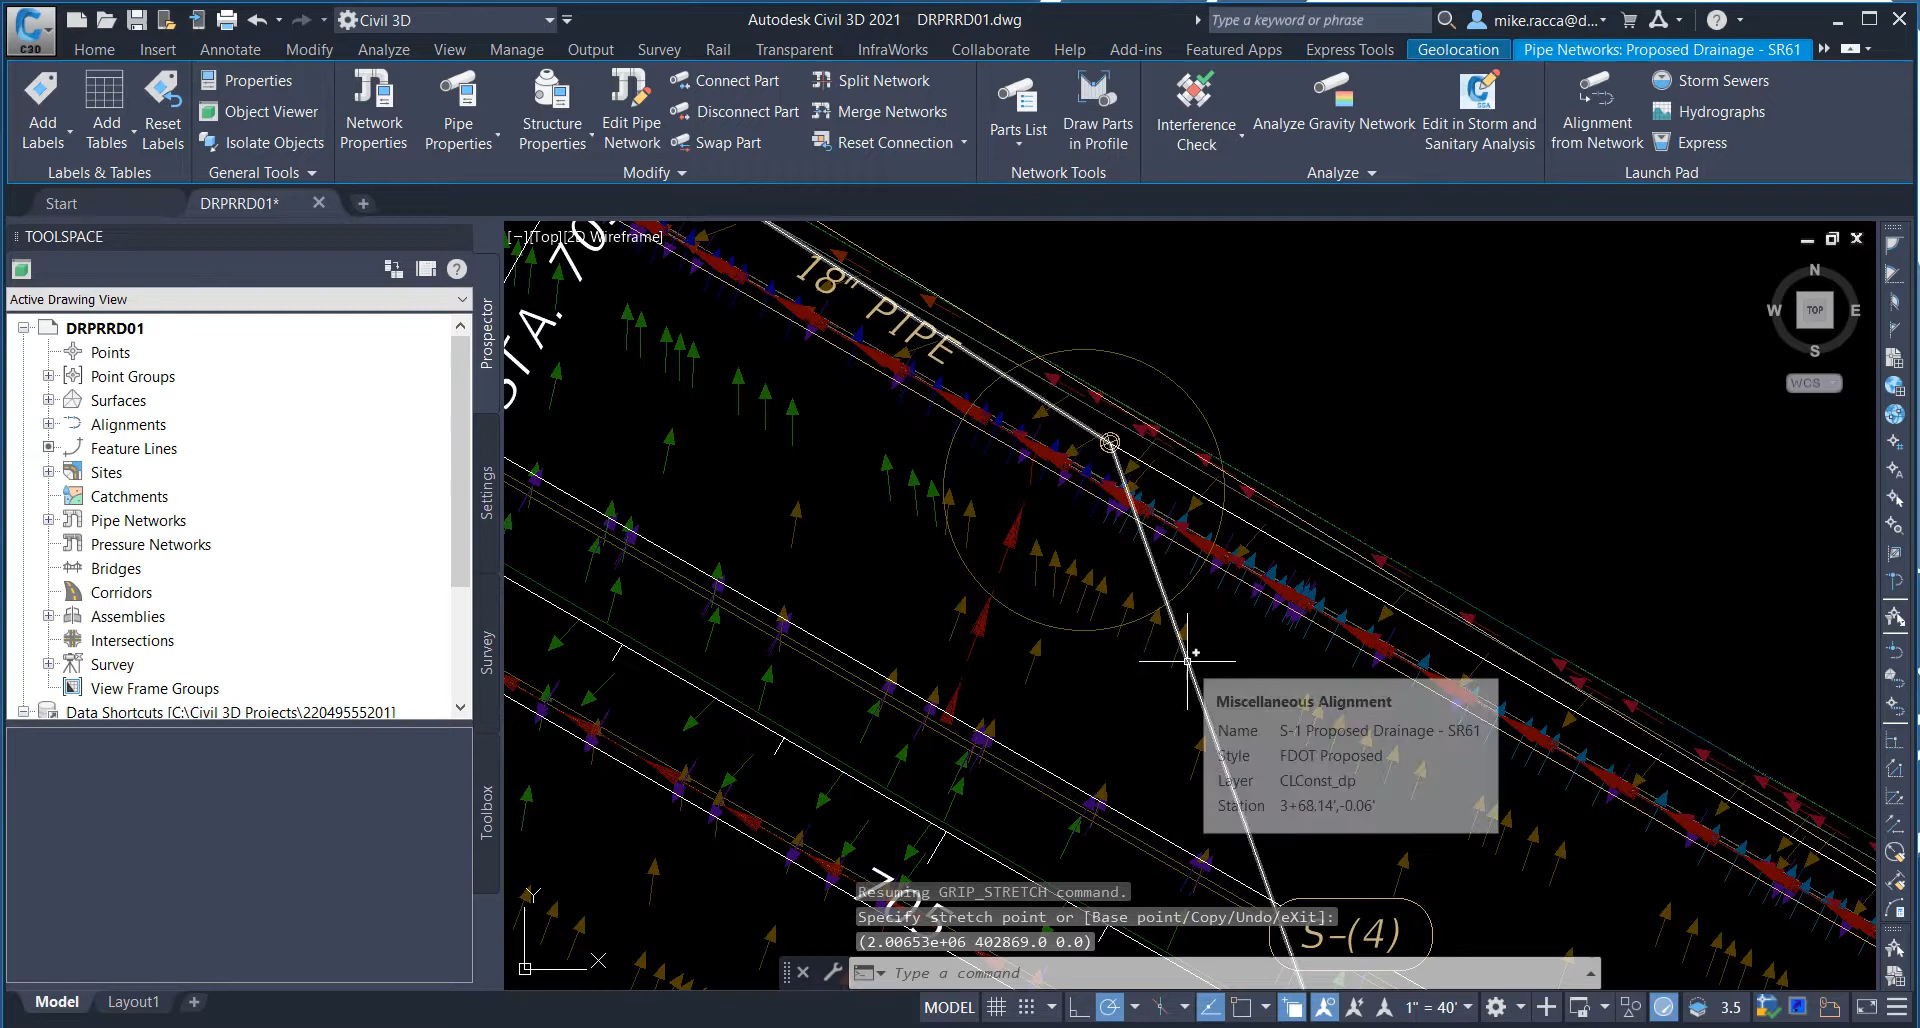 C3D
Civil 3D
Autodesk Civil 3D 2021 DRPRRD01.dwg
Type a keyword or phrase
mike.racca@d...
Home Insert Annotate Modify Analyze View Manage Output Survey Rail Transparent InfraWorks Collaborate Help Add-ins Featured Apps Express Tools Geolocation Pipe Networks: Proposed Drainage - SR61
Add Labels
Add Tables
Reset Labels
Properties
Object Viewer
Isolate Objects
Network Properties
Pipe Properties
Structure Properties
Edit Pipe Network
Connect Part
Disconnect Part
Swap Part
Split Network
Merge Networks
Reset Connection
Parts List
Draw Parts in Profile
Interference Check
Analyze Gravity Network
Edit in Storm and Sanitary Analysis
Alignment from Network
Storm Sewers
Hydrographs
Express
Labels & Tables General Tools Modify Network Tools Analyze Launch Pad
Start DRPRRD01*
TOOLSPACE
Active Drawing View
DRPRRD01
Points
Point Groups
Surfaces
Alignments
Feature Lines
Sites
Catchments
Pipe Networks
Pressure Networks
Bridges
Corridors
Assemblies
Intersections
Survey
View Frame Groups
Data Shortcuts [C:\Civil 3D Projects\22049555201]
Prospector
Settings
Survey
Toolbox
[−][Top][2D Wireframe]
STA. 70
18" PIPE
N
W TOP E
S
WCS
Miscellaneous Alignment
Name S-1 Proposed Drainage - SR61
Style FDOT Proposed
Layer CLConst_dp
Station 3+68.14',-0.06'
705
S-(4)
Y
X
Resuming GRIP_STRETCH command.
Specify stretch point or [Base point/Copy/Undo/eXit]:
(2.00653e+06 402869.0 0.0)
Type a command
Model Layout1
MODEL 1" = 40' 3.5